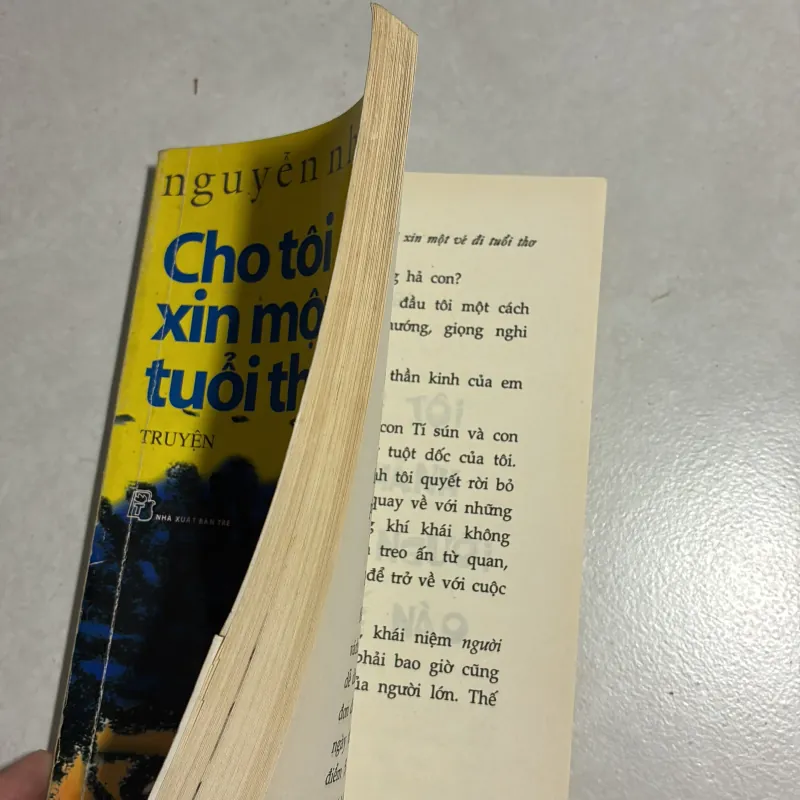 nguyễn nh
Cho tôi
xin mộ
tuổi th
TRUYỆN
NHÀ XUẤT BẢN TRẺ
xin một vé đi tuổi thơ
hả con?
đầu tôi một cách
hướng, giọng nghi
thần kinh của em
con Tí sún và con
tuột dốc của tôi.
tôi quyết rời bỏ
quay về với những
khí khái không
treo ấn từ quan,
để trở về với cuộc
khái niệm người
phải bao giờ cũng
người lớn. Thế
ngày
điểm